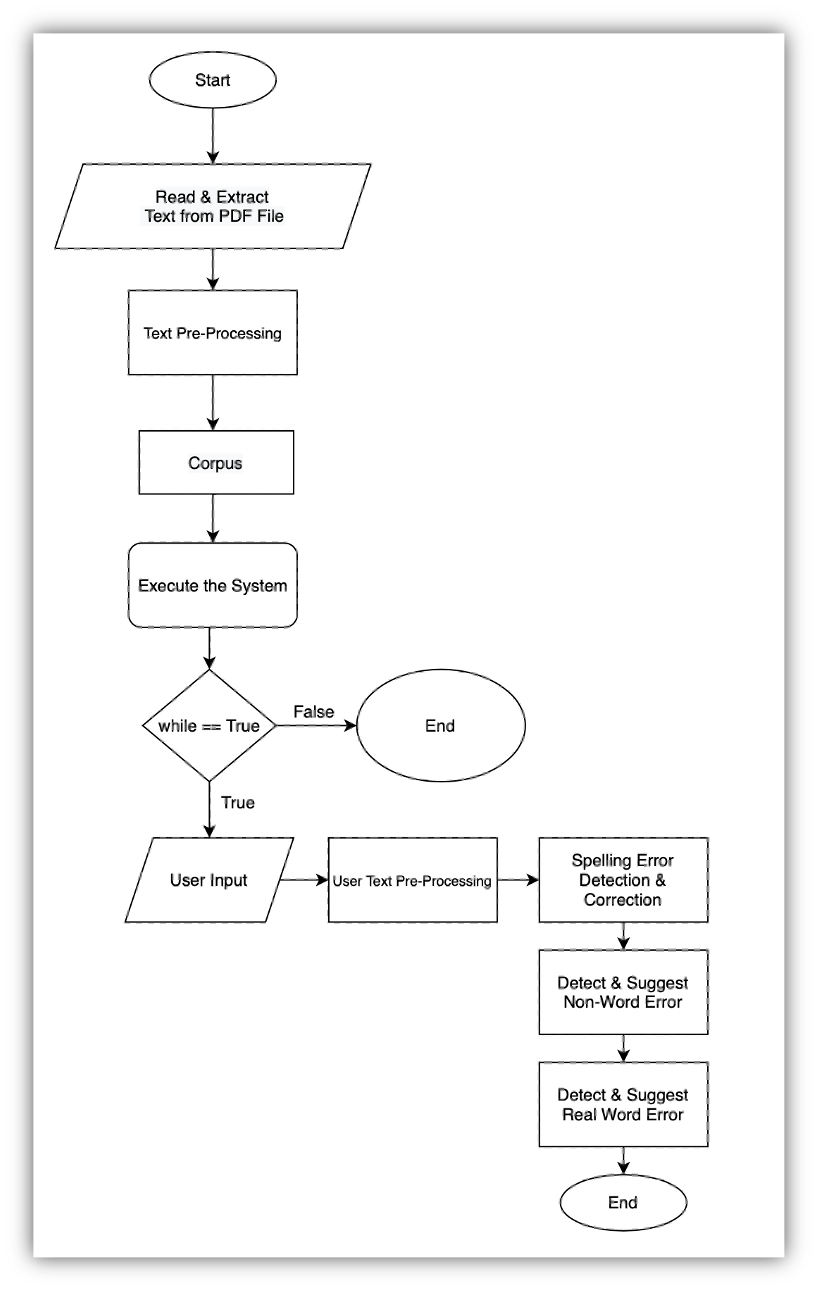 Start
Read & Extract
Text from PDF File
Text Pre-Processing
Corpus
Execute the System
while == True
False
End
True
User Input
User Text Pre-Processing
Spelling Error
Detection &
Correction
Detect & Suggest
Non-Word Error
Detect & Suggest
Real Word Error
End